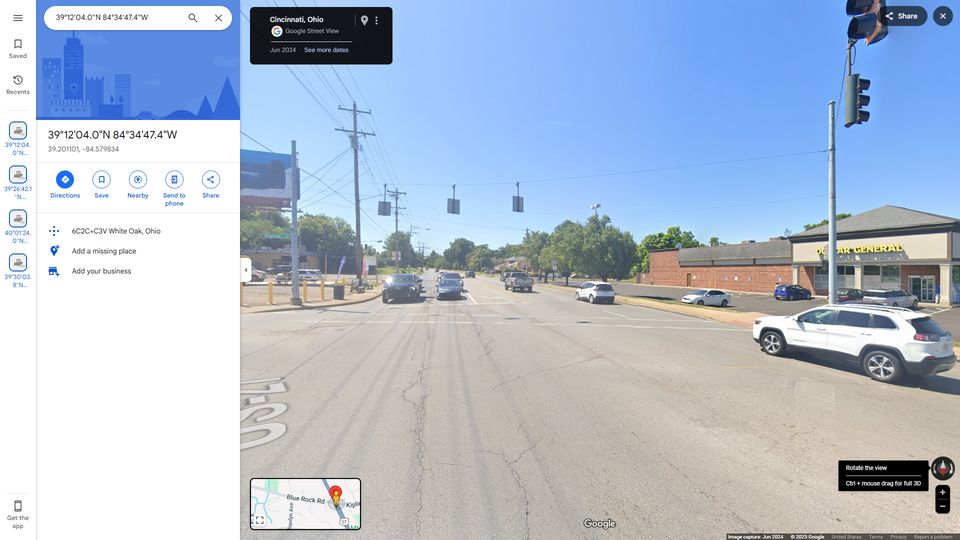 39°12'04.0"N 84°34'47.4"W
Saved
Recents
39°12'04.
0"N...
39°26'42.1
"N...
40°01'24.
0"N...
39°30'03.
8"N...
Get the
app
39°12'04.0"N 84°34'47.4"W
39.201101, -84.579834
Directions
Save
Nearby
Send to
phone
Share
6C2C+C3V White Oak, Ohio
Add a missing place
Add your business
Cincinnati, Ohio
Google Street View
Jun 2024 See more dates
Share
DOLLAR GENERAL
US-27
Blue Rock Rd
27
Rotate the view
Ctrl + mouse drag for full 3D
Google
Image capture: Jun 2024 © 2025 Google United States Terms Privacy Report a problem